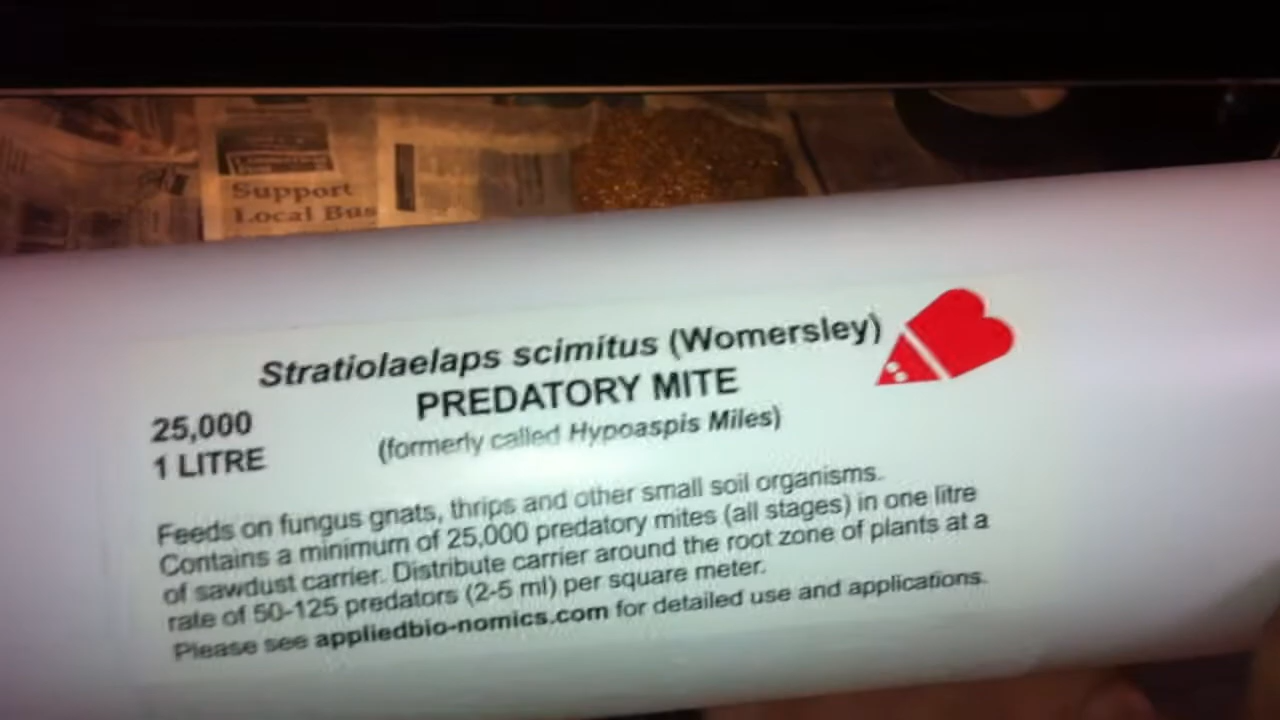 Support
Local Bus
Stratiolaelaps scimitus (Womersley)
PREDATORY MITE
(formerly called Hypoaspis Miles)
25,000
1 LITRE
Feeds on fungus gnats, thrips and other small soil organisms.
Contains a minimum of 25,000 predatory mites (all stages) in one litre
of sawdust carrier. Distribute carrier around the root zone of plants at a
rate of 50-125 predators (2-5 ml) per square meter.
Please see appliedbio-nomics.com for detailed use and applications.